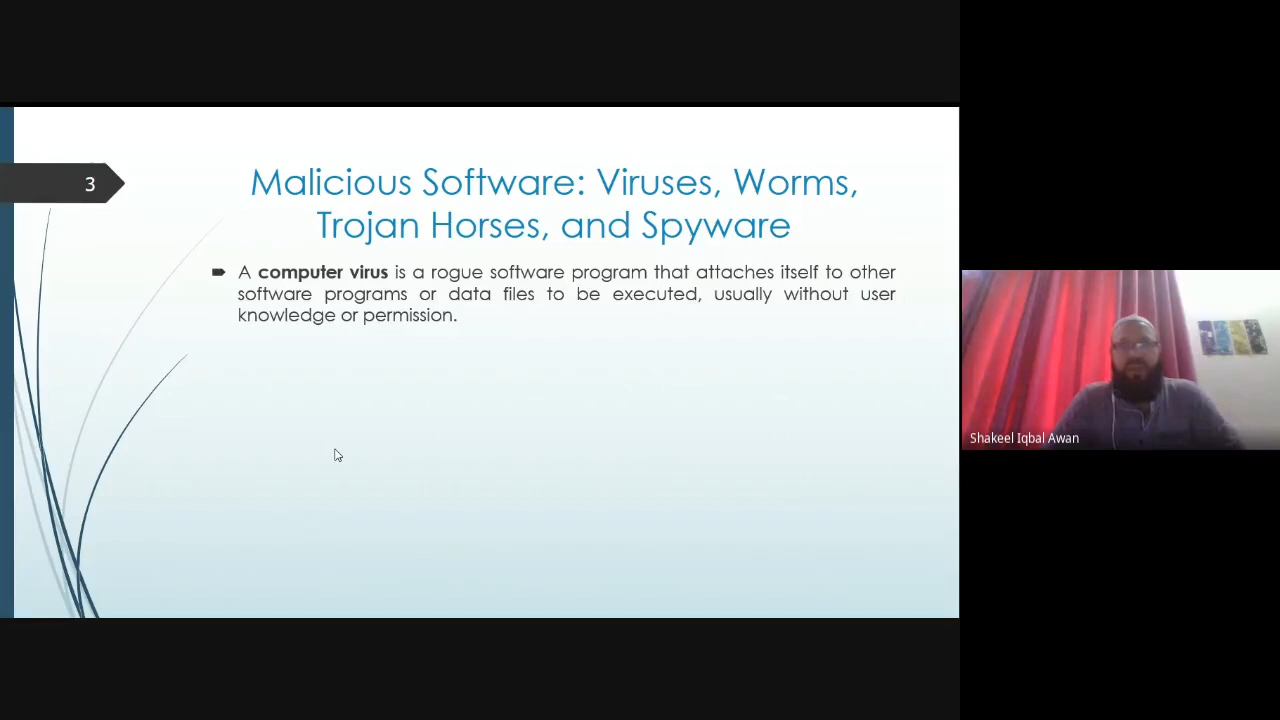 3
Malicious Software: Viruses, Worms,
Trojan Horses, and Spyware
A computer virus is a rogue software program that attaches itself to other
software programs or data files to be executed, usually without user
knowledge or permission.
Shakeel Iqbal Awan